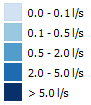 0.0 - 0.1 l/s
0.1 - 0.5 l/s
0.5 - 2.0 l/s
2.0 - 5.0 l/s
> 5.0 l/s